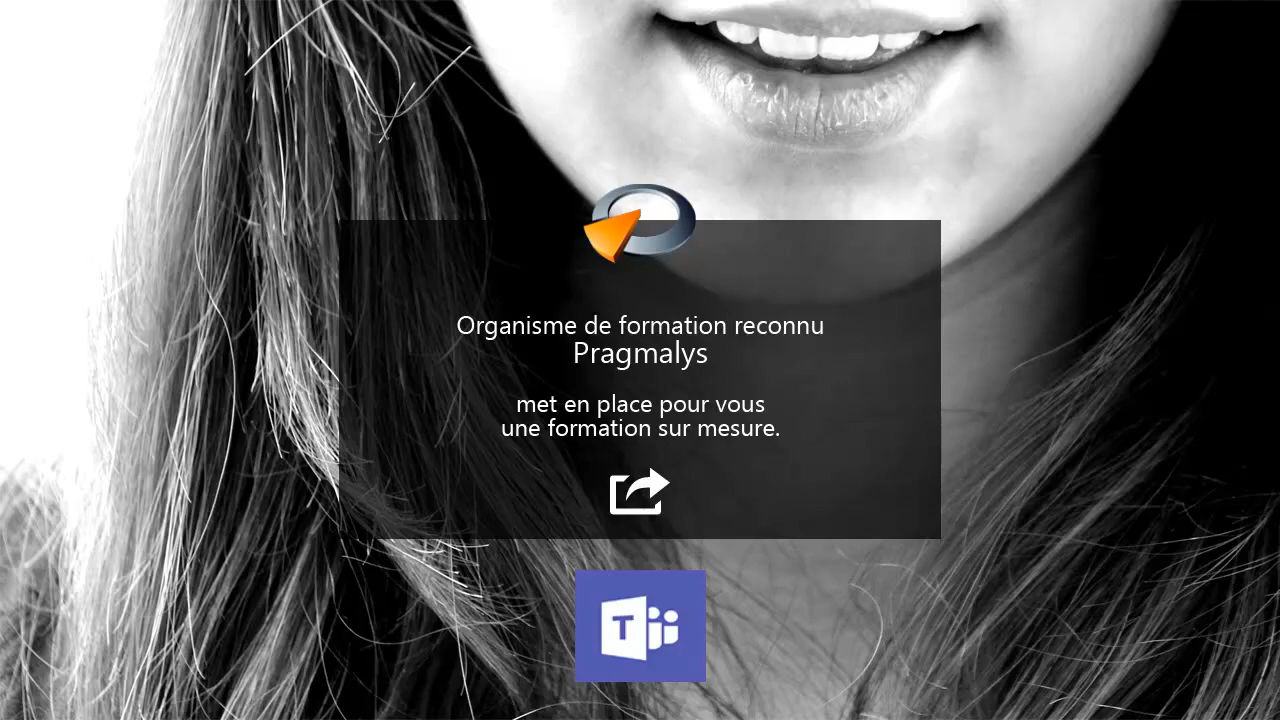 Organisme de formation reconnu
Pragmalys
met en place pour vous
une formation sur mesure.
T